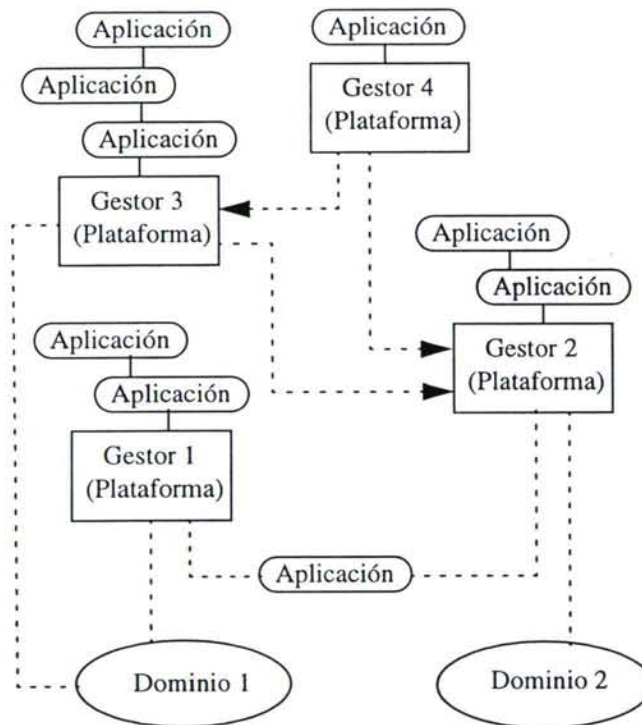 Aplicación
Aplicación
Aplicación
Gestor 3
(Plataforma)
Aplicación
Gestor 4
(Plataforma)
Aplicación
Aplicación
Gestor 2
(Plataforma)
Aplicación
Aplicación
Gestor 1
(Plataforma)
Aplicación
Dominio 1
Dominio 2